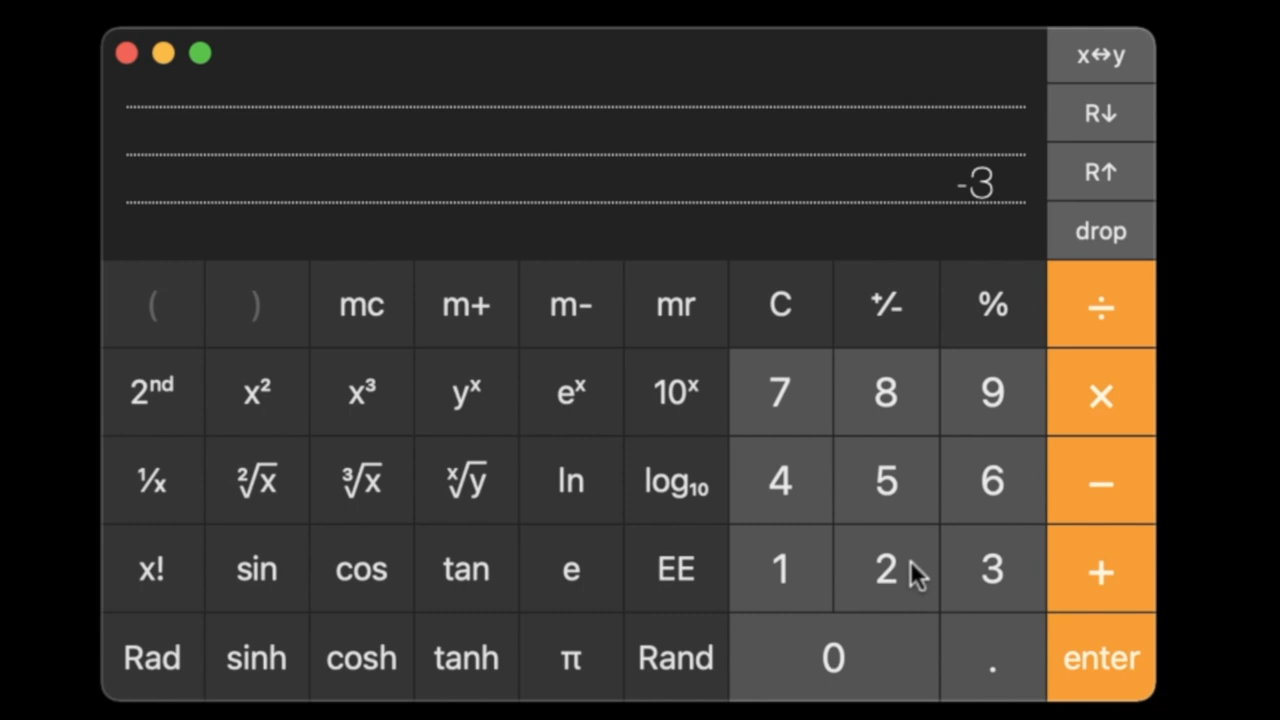 x↔y
R↓
R↑
-3
drop
( ) mc m+ m- mr C ⁺∕₋ % ÷
2ⁿᵈ x² x³ yˣ eˣ 10ˣ 7 8 9 ×
¹∕ₓ ²√x ³√x ˣ√y ln log₁₀ 4 5 6 −
x! sin cos tan e EE 1 2 3 +
Rad sinh cosh tanh π Rand 0 . enter